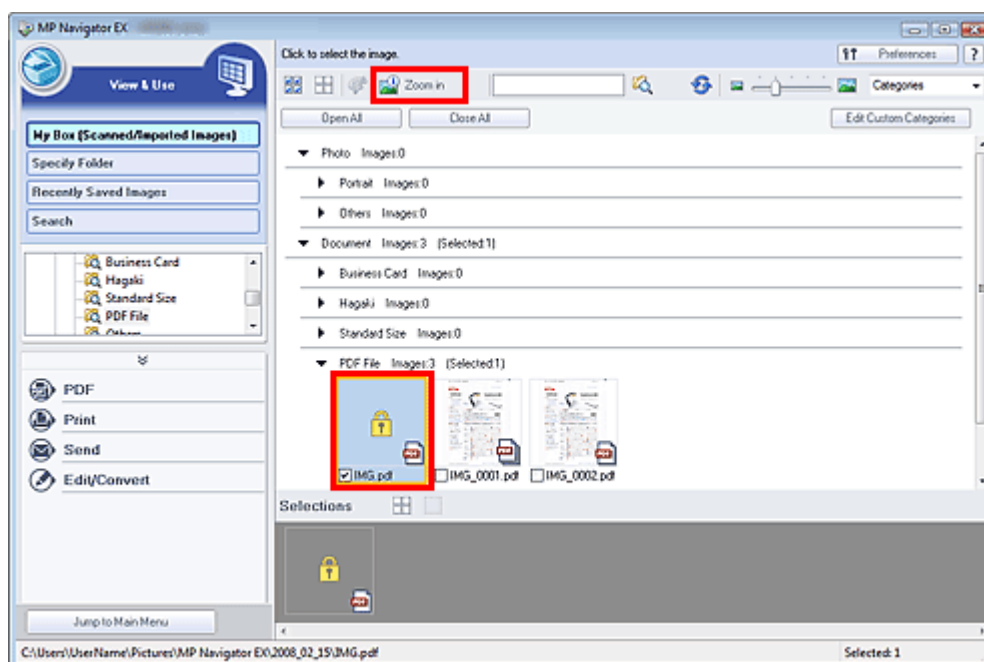 MP Navigator EX
View & Use
My Box (Scanned/Imported Images)
Specify Folder
Recently Saved Images
Search
Business Card
Hagaki
Standard Size
PDF File
Others
PDF
Print
Send
Edit/Convert
Jump to Main Menu
Click to select the image.
Preferences
?
Zoom in
Categories
Open All
Close All
Edit Custom Categories
Photo Images:0
Portrait Images:0
Others Images:0
Document Images:3 (Selected:1)
Business Card Images:0
Hagaki Images:0
Standard Size Images:0
PDF File Images:3 (Selected:1)
PDF
PDF
PDF
IMG.pdf
IMG_0001.pdf
IMG_0002.pdf
Selections
PDF
C:\Users\UserName\Pictures\MP Navigator EX\2008_02_15\IMG.pdf
Selected: 1